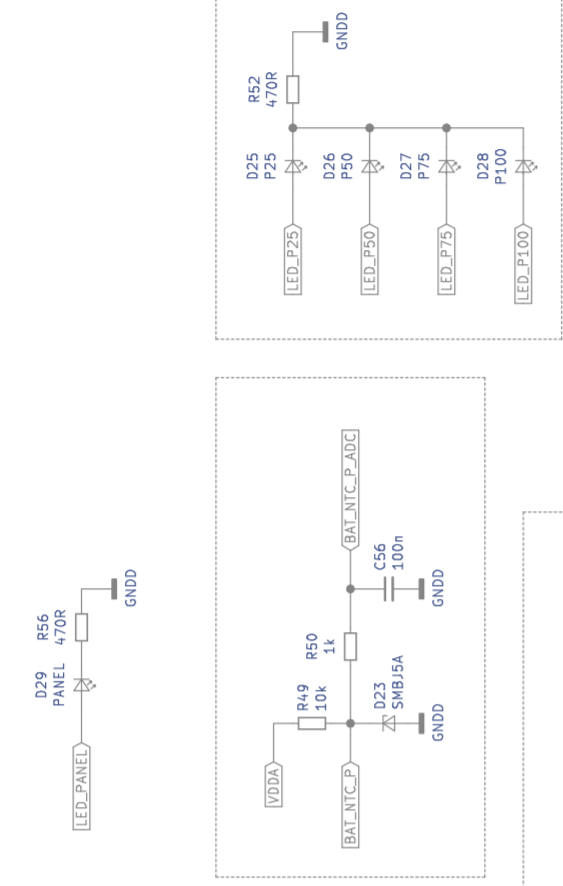 LED_PANEL
D29
PANEL
R56
470R
GNDD
VDDA
BAT_NTC_P
R49
10k
D23
SMBJ5A
GNDD
R50
1k
C56
100n
GNDD
BAT_NTC_P_ADC
LED_P25
D25
P25
R52
470R
GNDD
LED_P50
D26
P50
LED_P75
D27
P75
LED_P100
D28
P100